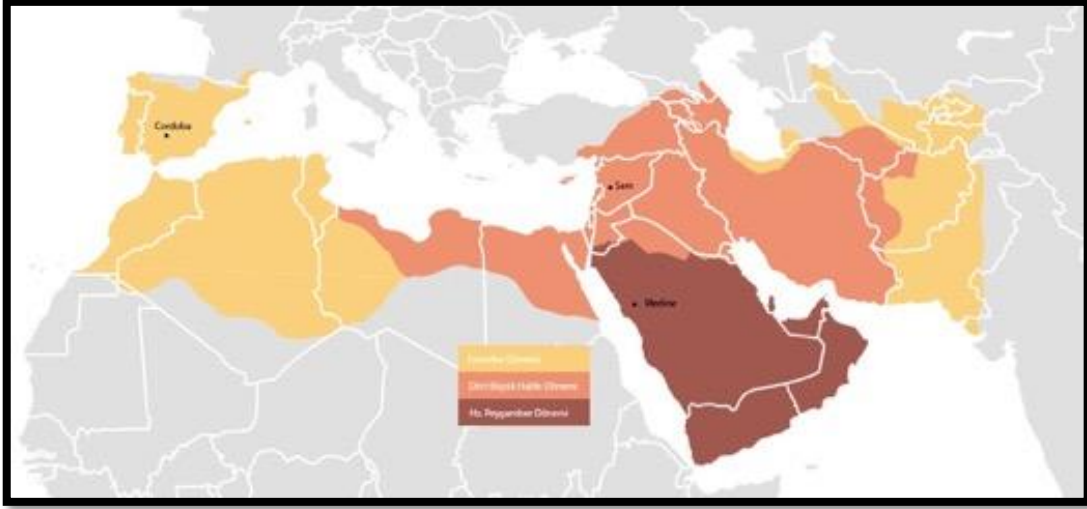 Cordoba
Şam
Medine
Emeviler Dönemi
Dört Büyük Halife Dönemi
Hz. Peygamber Dönemi